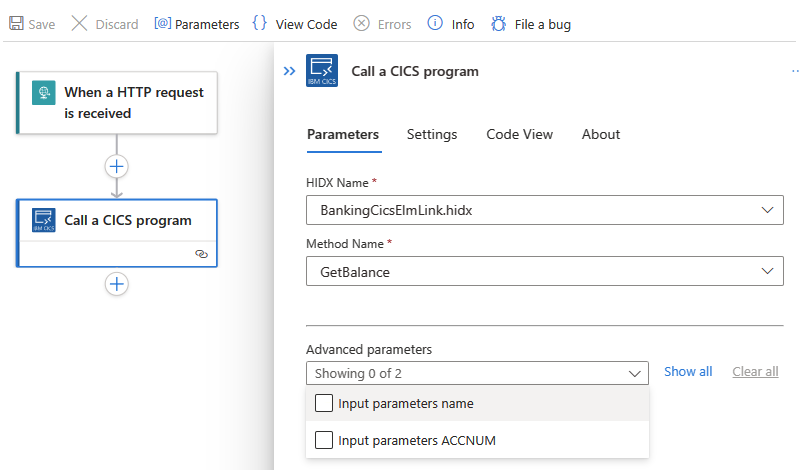 Save Discard Parameters View Code Errors Info File a bug
When a HTTP request
is received
IBM CICS Call a CICS program
IBM CICS Call a CICS program
Parameters Settings Code View About
HIDX Name *
BankingCicsElmLink.hidx
Method Name *
GetBalance
Advanced parameters
Showing 0 of 2 Show all Clear all
Input parameters name
Input parameters ACCNUM